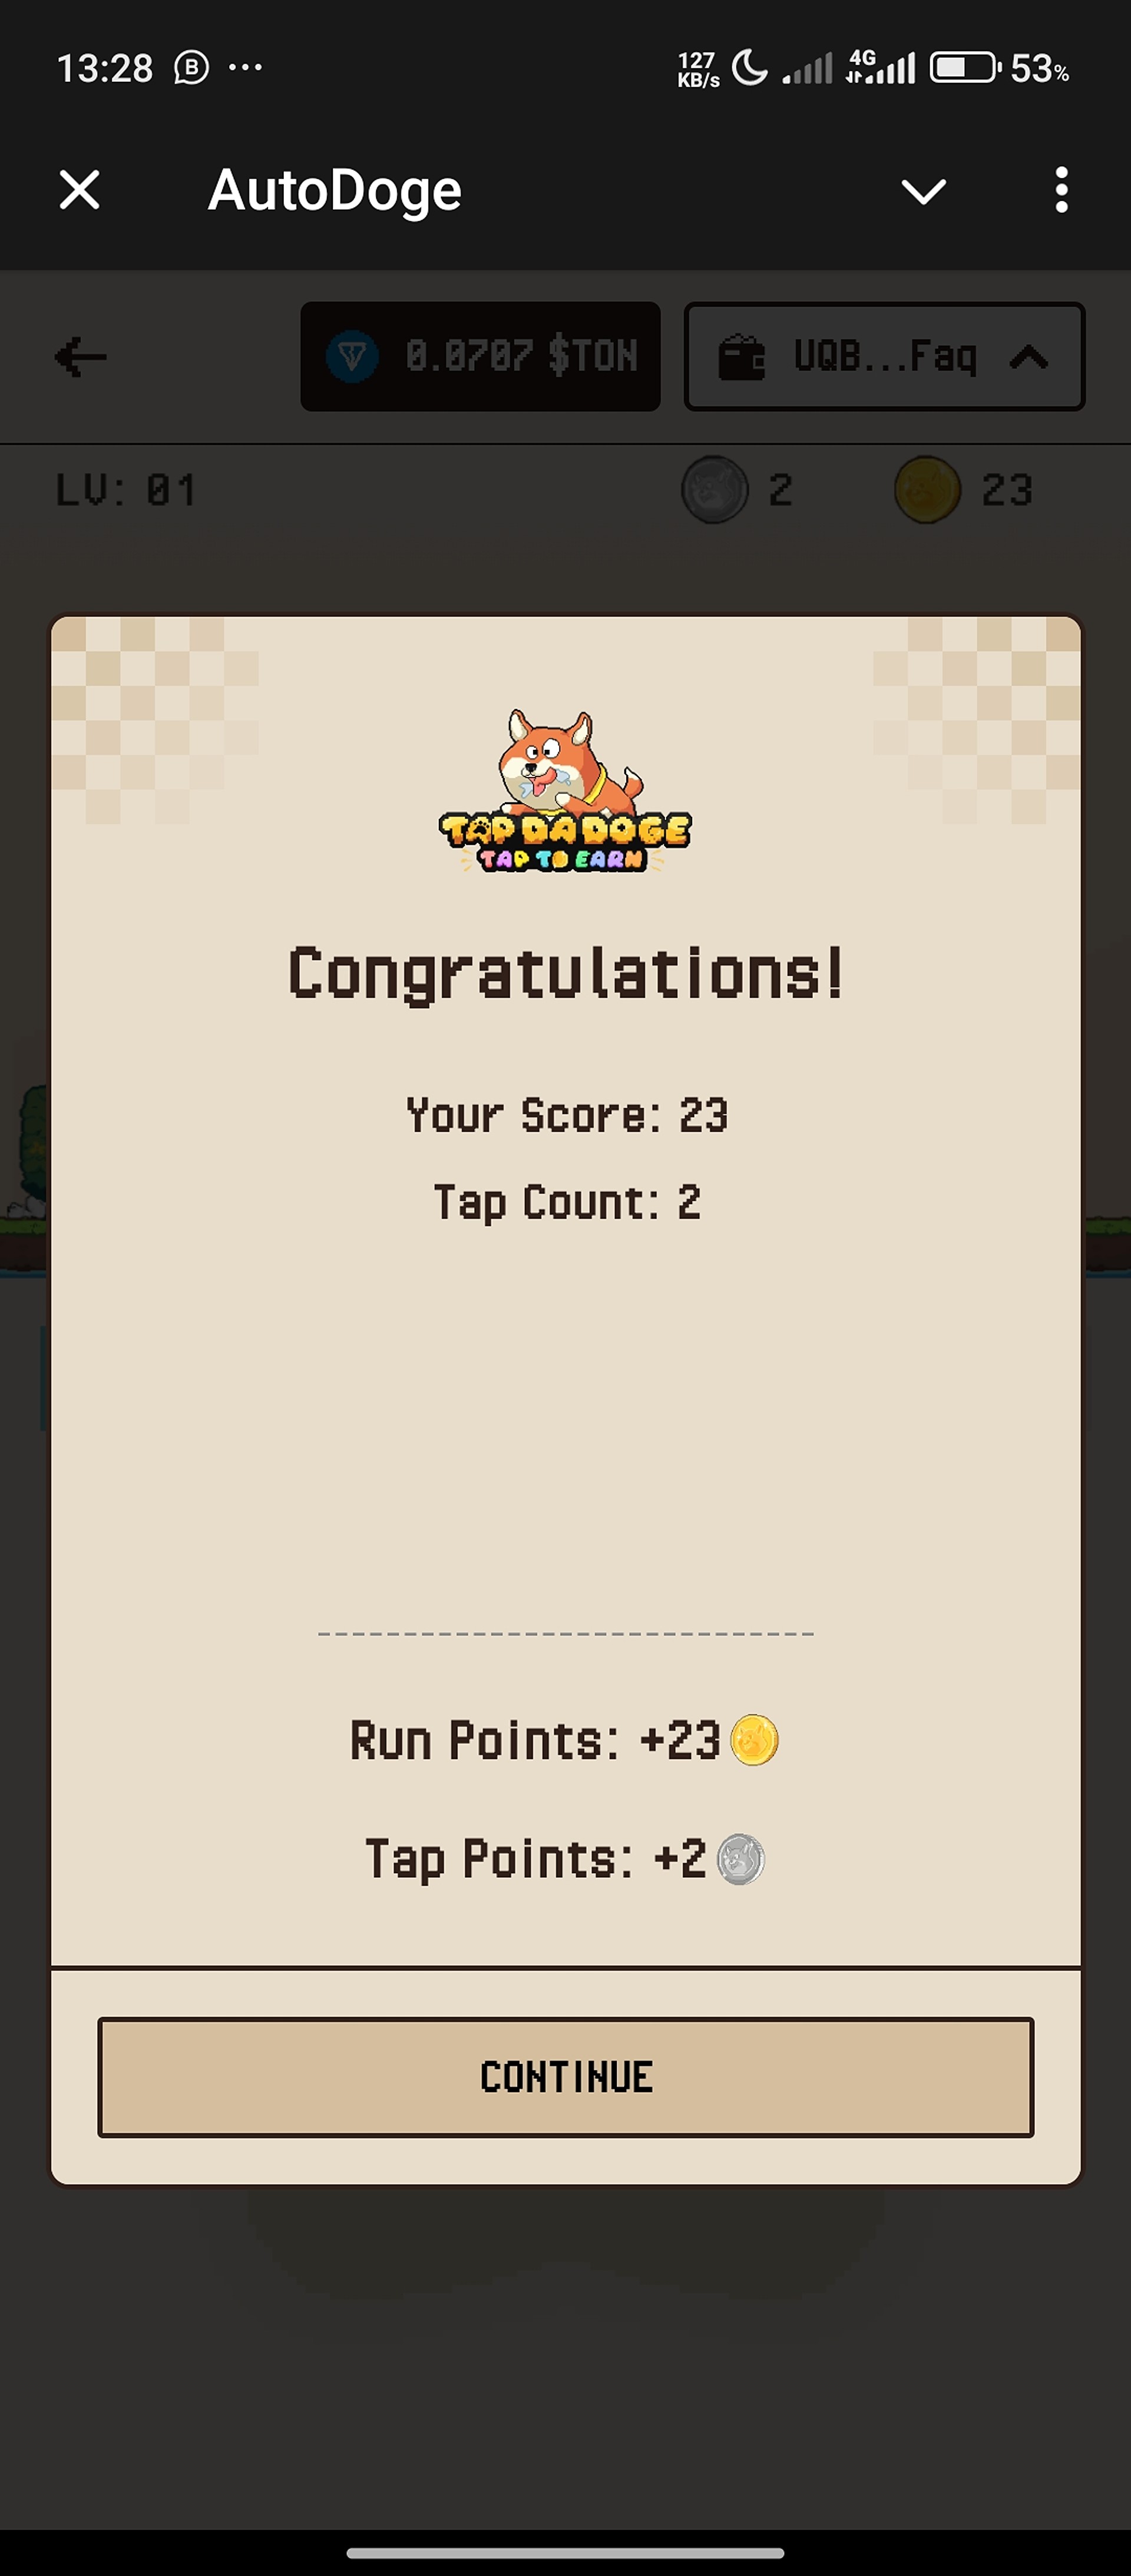 13:28 B ... 127 KB/s 4G 53%
AutoDoge
0.0707 $TON UQB...Faq
LV: 01 2 23
TAP DA DOGE
TAP TO EARN
Congratulations!
Your Score: 23
Tap Count: 2
Run Points: +23
Tap Points: +2
CONTINUE